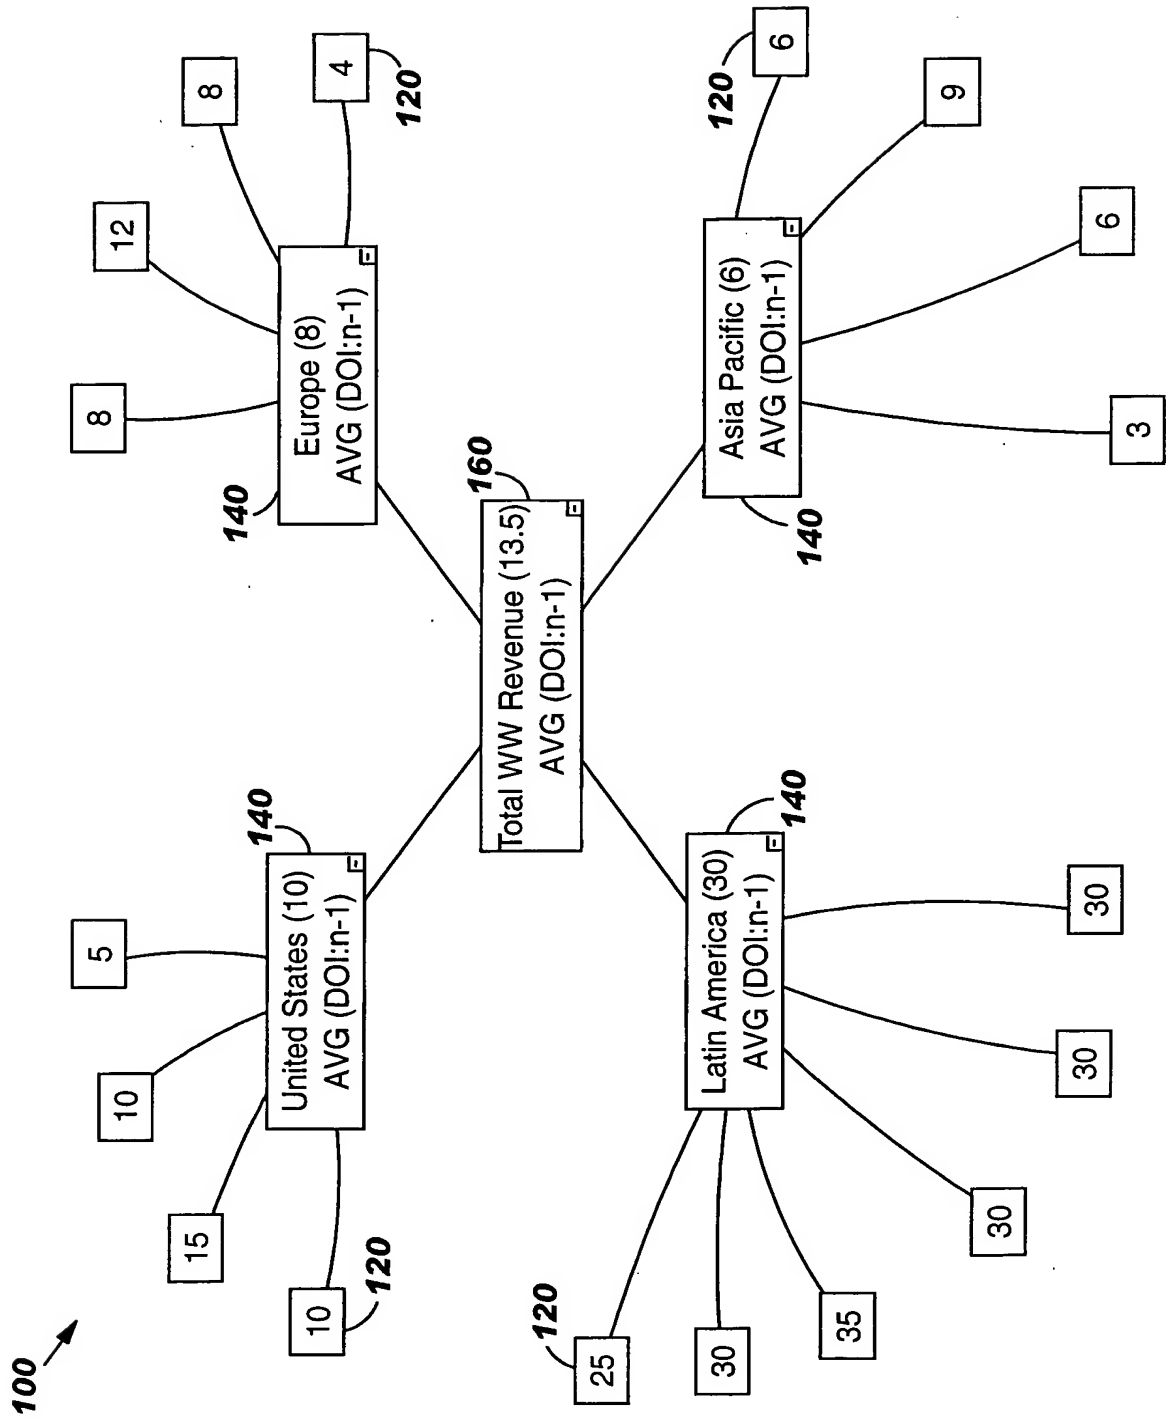 100
5
10
15
10
120
140
United States (10)
AVG (DOI:n-1)
8
12
8
4
120
140
Europe (8)
AVG (DOI:n-1)
160
Total WW Revenue (13.5)
AVG (DOI:n-1)
120
25
30
35
30
30
30
Latin America (30)
AVG (DOI:n-1)
140
120
6
Asia Pacific (6)
AVG (DOI:n-1)
140
9
6
3